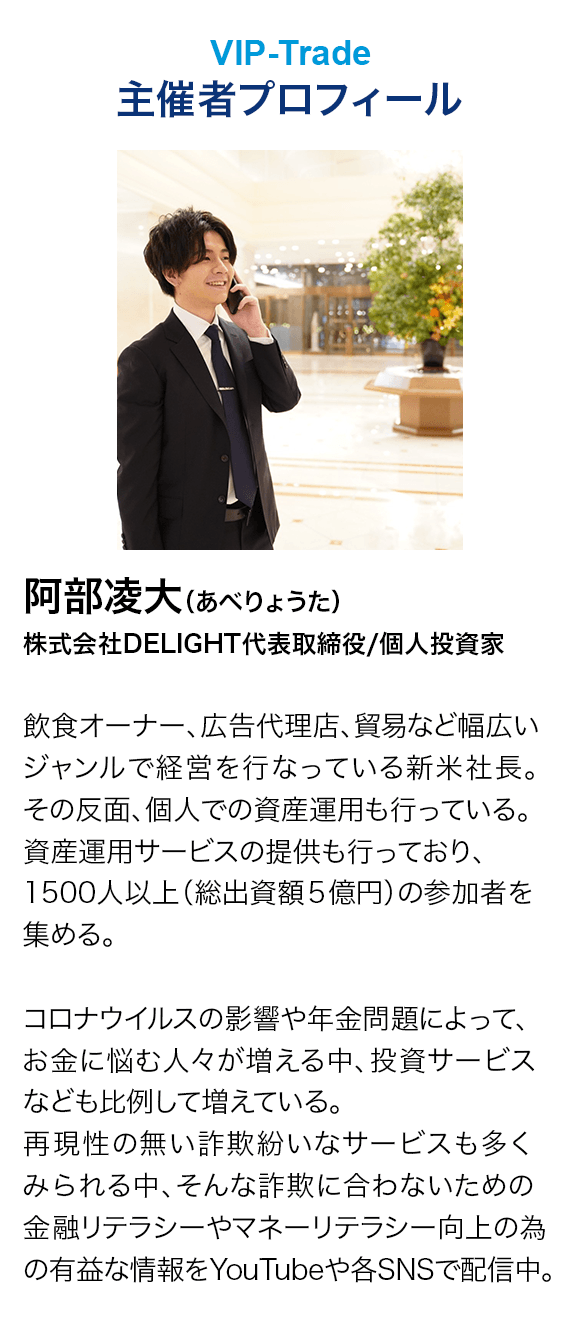 VIP-Trade
主催者プロフィール
阿部凌大（あべりょうた）
株式会社DELIGHT代表取締役/個人投資家
飲食オーナー、広告代理店、貿易など幅広い
ジャンルで経営を行なっている新米社長。
その反面、個人での資産運用も行っている。
資産運用サービスの提供も行っており、
1500人以上（総出資額５億円）の参加者を
集める。
コロナウイルスの影響や年金問題によって、
お金に悩む人々が増える中、投資サービス
なども比例して増えている。
再現性の無い詐欺紛いなサービスも多く
みられる中、そんな詐欺に合わないための
金融リテラシーやマネーリテラシー向上の為
の有益な情報をYouTubeや各SNSで配信中。